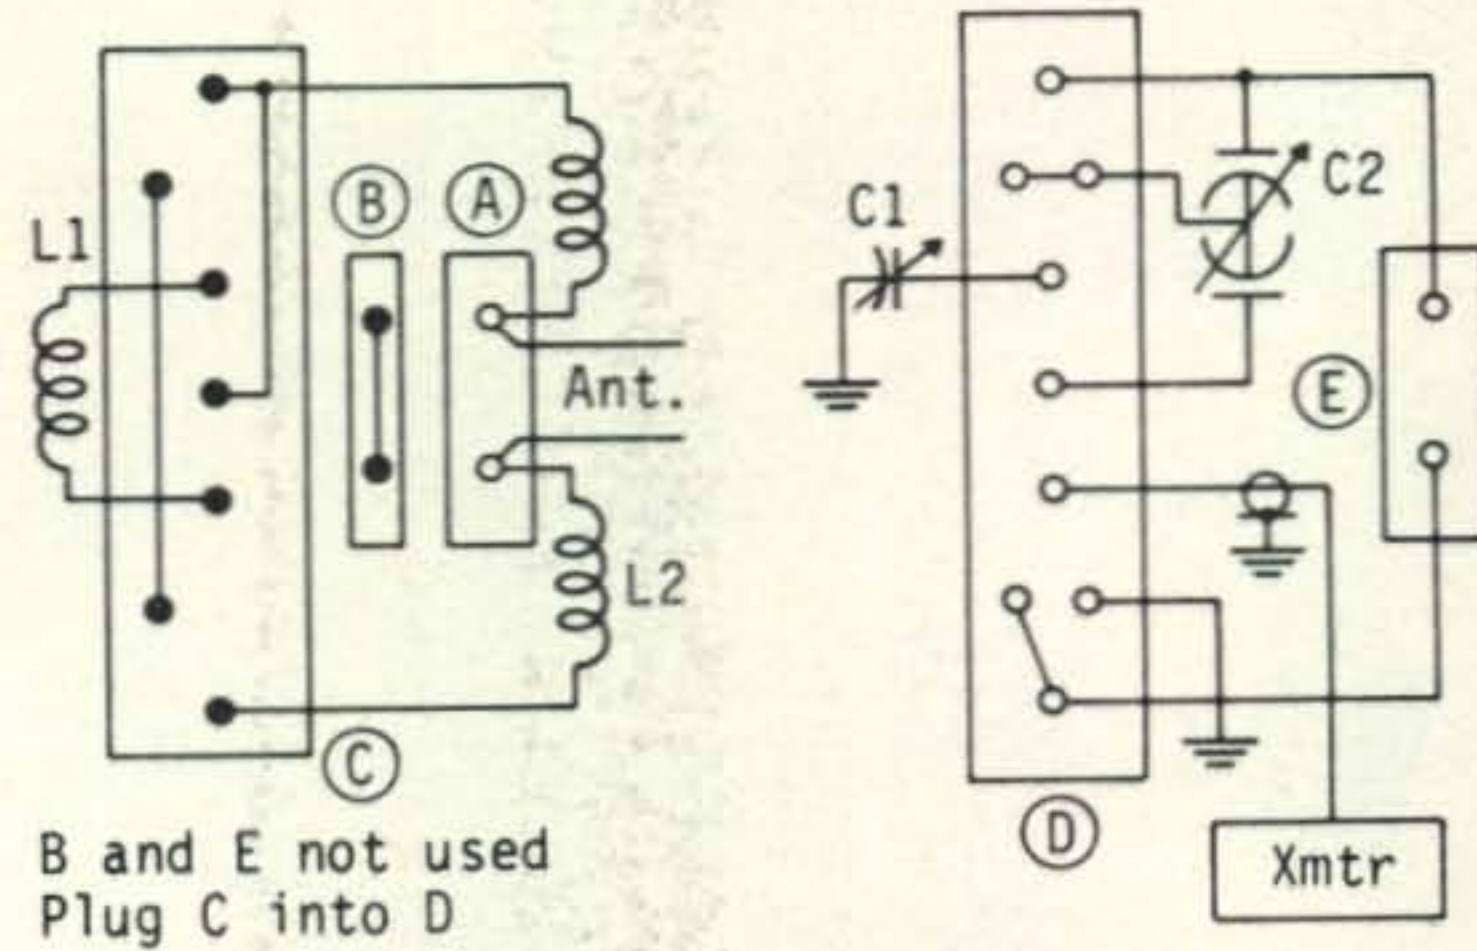 L1
B
A
Ant.
L2
C
B and E not used
Plug C into D
C1
C2
E
D
Xmtr